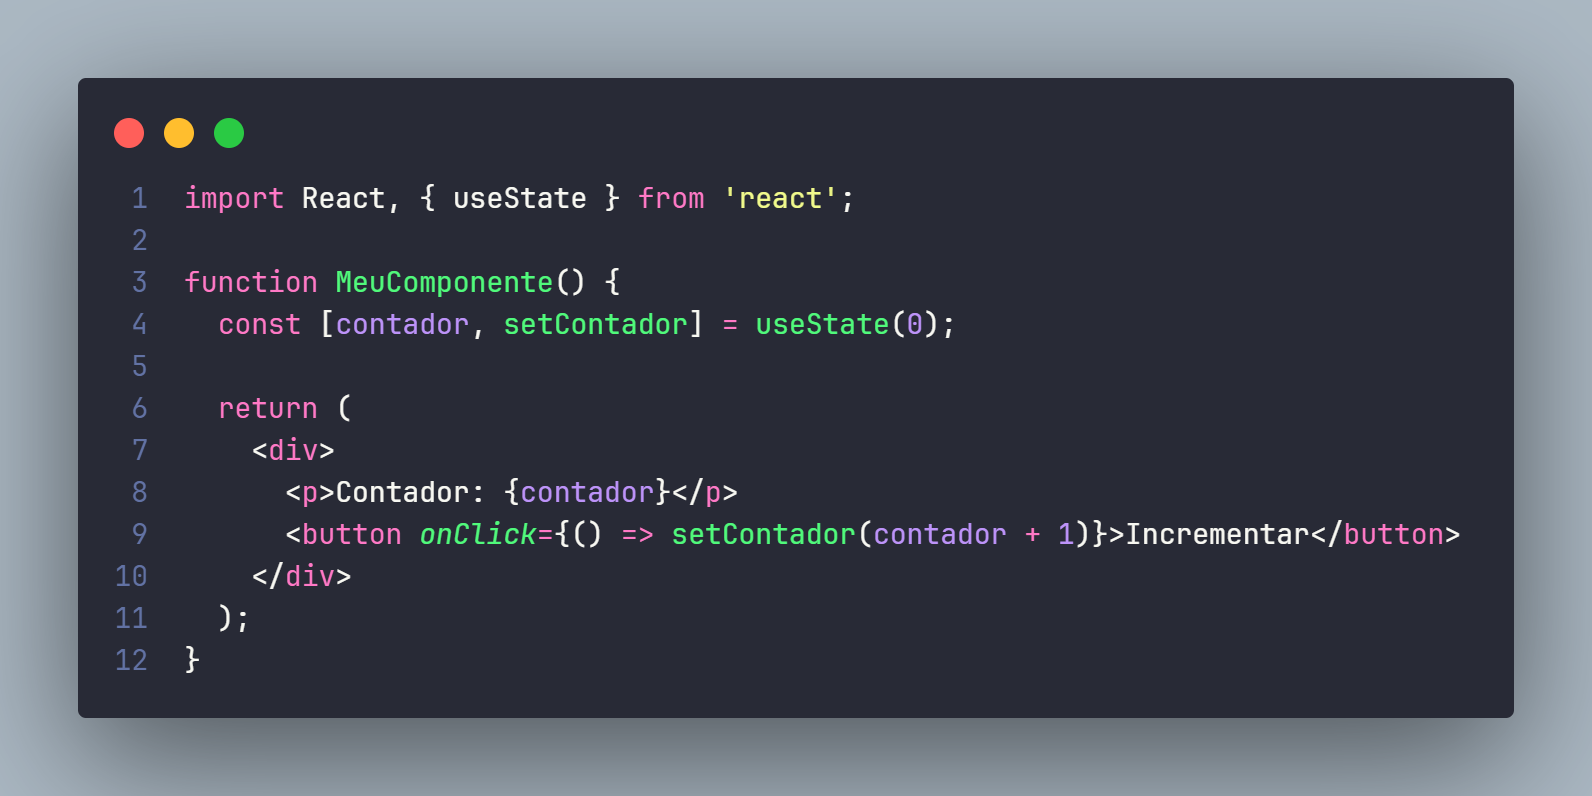 1 import React, { useState } from 'react';
2
3 function MeuComponente() {
4   const [contador, setContador] = useState(0);
5
6   return (
7     <div>
8       <p>Contador: {contador}</p>
9       <button onClick={() => setContador(contador + 1)}>Incrementar</button>
10     </div>
11   );
12 }